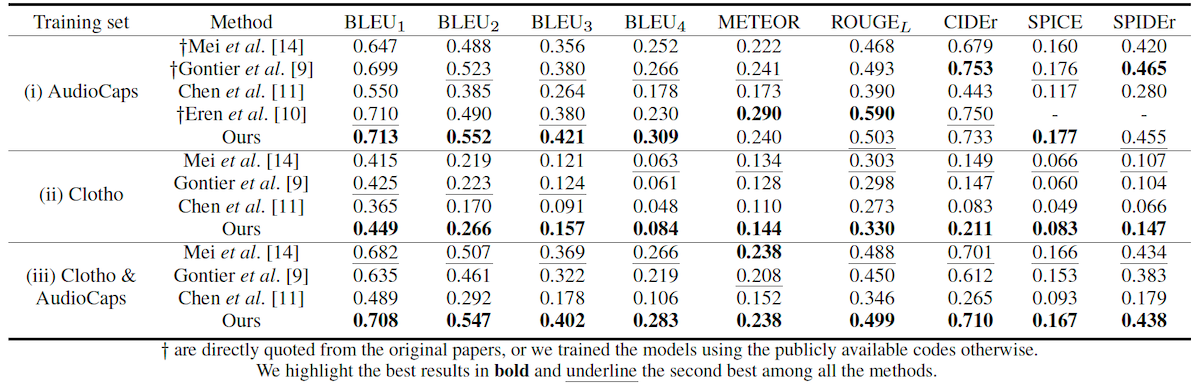 Training set Method BLEU1 BLEU2 BLEU3 BLEU4 METEOR ROUGEL CIDEr SPICE SPIDEr
†Mei et al. [14] 0.647 0.488 0.356 0.252 0.222 0.468 0.679 0.160 0.420
†Gontier et al. [9] 0.699 0.523 0.380 0.266 0.241 0.493 0.753 0.176 0.465
(i) AudioCaps Chen et al. [11] 0.550 0.385 0.264 0.178 0.173 0.390 0.443 0.117 0.280
†Eren et al. [10] 0.710 0.490 0.380 0.230 0.290 0.590 0.750 - -
Ours 0.713 0.552 0.421 0.309 0.240 0.503 0.733 0.177 0.455
Mei et al. [14] 0.415 0.219 0.121 0.063 0.134 0.303 0.149 0.066 0.107
(ii) Clotho Gontier et al. [9] 0.425 0.223 0.124 0.061 0.128 0.298 0.147 0.060 0.104
Chen et al. [11] 0.365 0.170 0.091 0.048 0.110 0.273 0.083 0.049 0.066
Ours 0.449 0.266 0.157 0.084 0.144 0.330 0.211 0.083 0.147
Mei et al. [14] 0.682 0.507 0.369 0.266 0.238 0.488 0.701 0.166 0.434
(iii) Clotho & Gontier et al. [9] 0.635 0.461 0.322 0.219 0.208 0.450 0.612 0.153 0.383
AudioCaps Chen et al. [11] 0.489 0.292 0.178 0.106 0.152 0.346 0.265 0.093 0.179
Ours 0.708 0.547 0.402 0.283 0.238 0.499 0.710 0.167 0.438
† are directly quoted from the original papers, or we trained the models using the publicly available codes otherwise.
We highlight the best results in bold and underline the second best among all the methods.